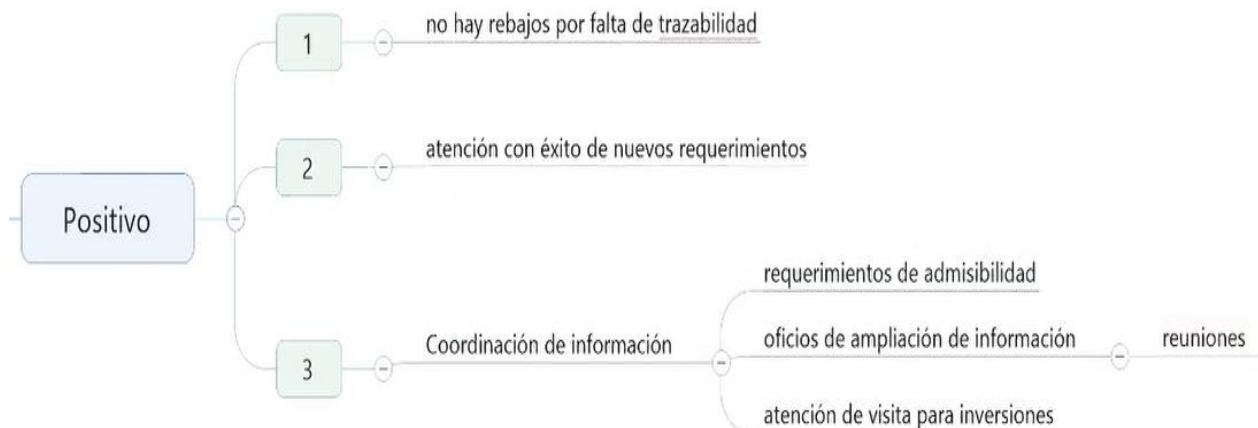 Positivo
1
no hay rebajos por falta de trazabilidad
2
atención con éxito de nuevos requerimientos
3
Coordinación de información
requerimientos de admisibilidad
oficios de ampliación de información
reuniones
atención de visita para inversiones